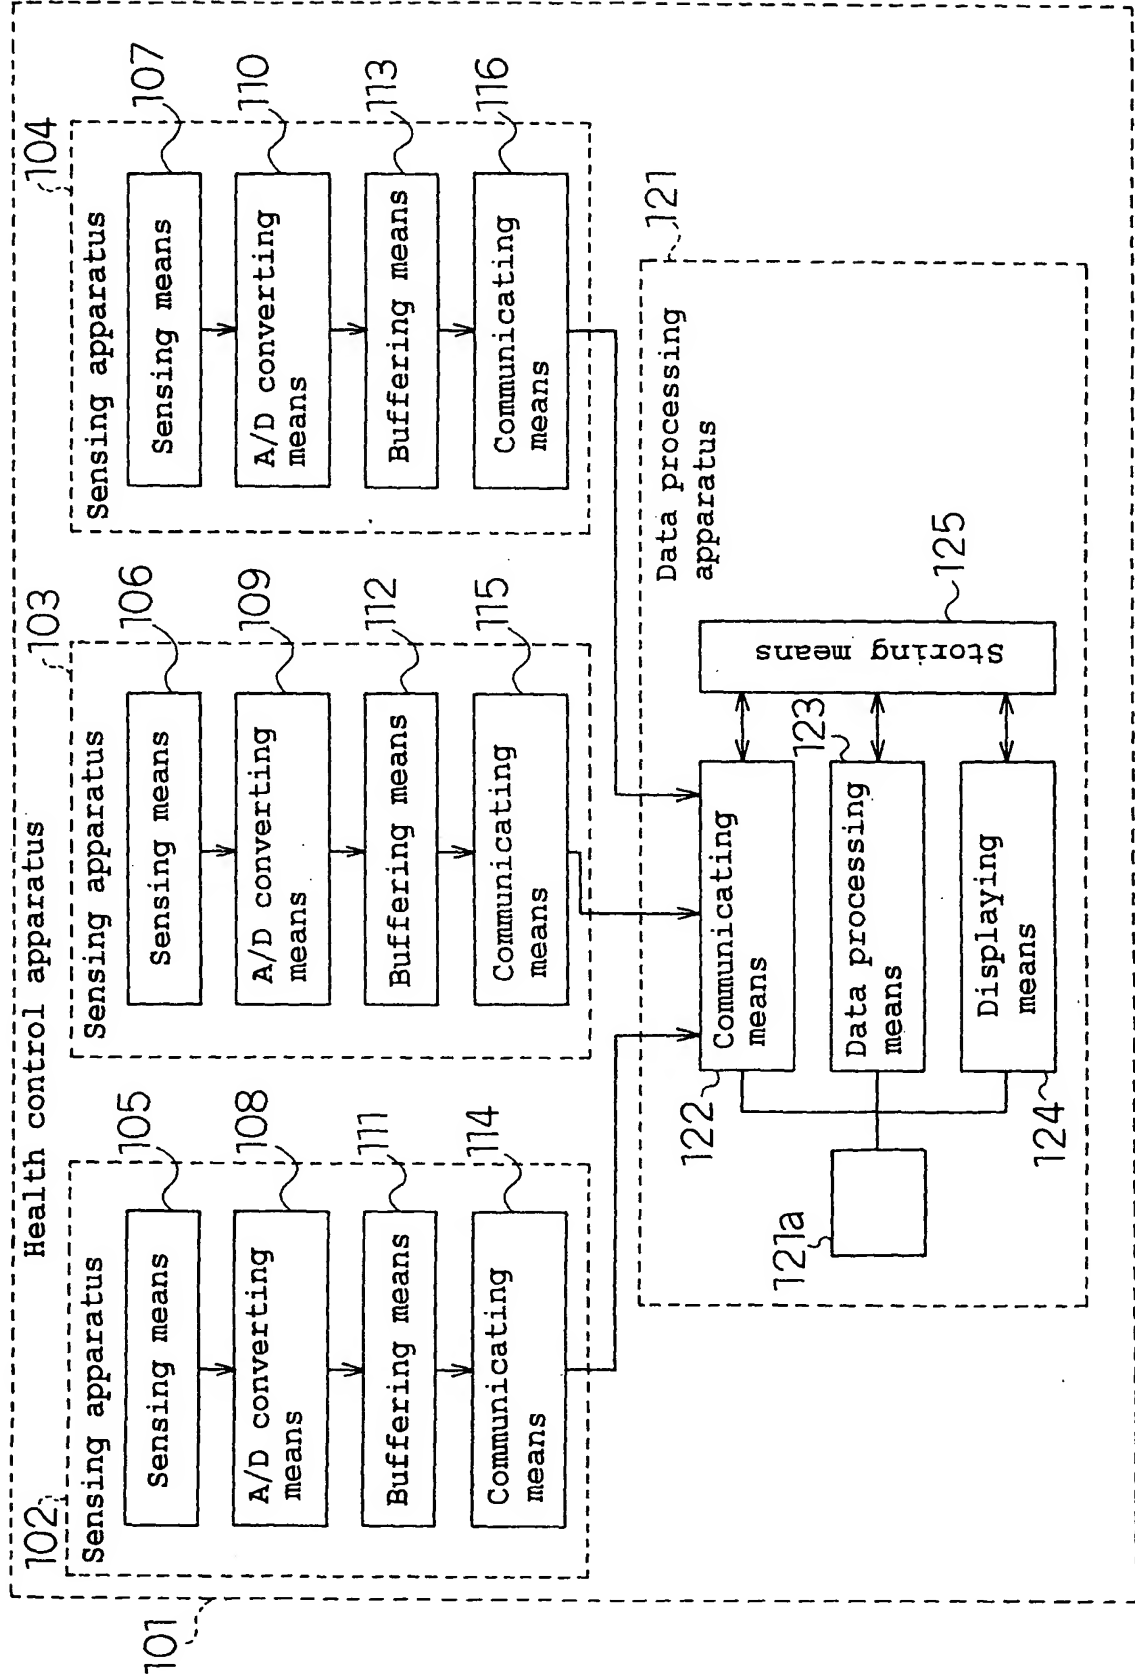 101
Health control apparatus
102
Sensing apparatus
Sensing means
105
A/D converting
means
108
Buffering means
111
Communicating
means
114
103
Sensing apparatus
Sensing means
106
A/D converting
means
109
Buffering means
112
Communicating
means
115
104
Sensing apparatus
Sensing means
107
A/D converting
means
110
Buffering means
113
Communicating
means
116
Data processing
apparatus
121
121a
122
Communicating
means
123
Data processing
means
124
Displaying
means
Storing means
125